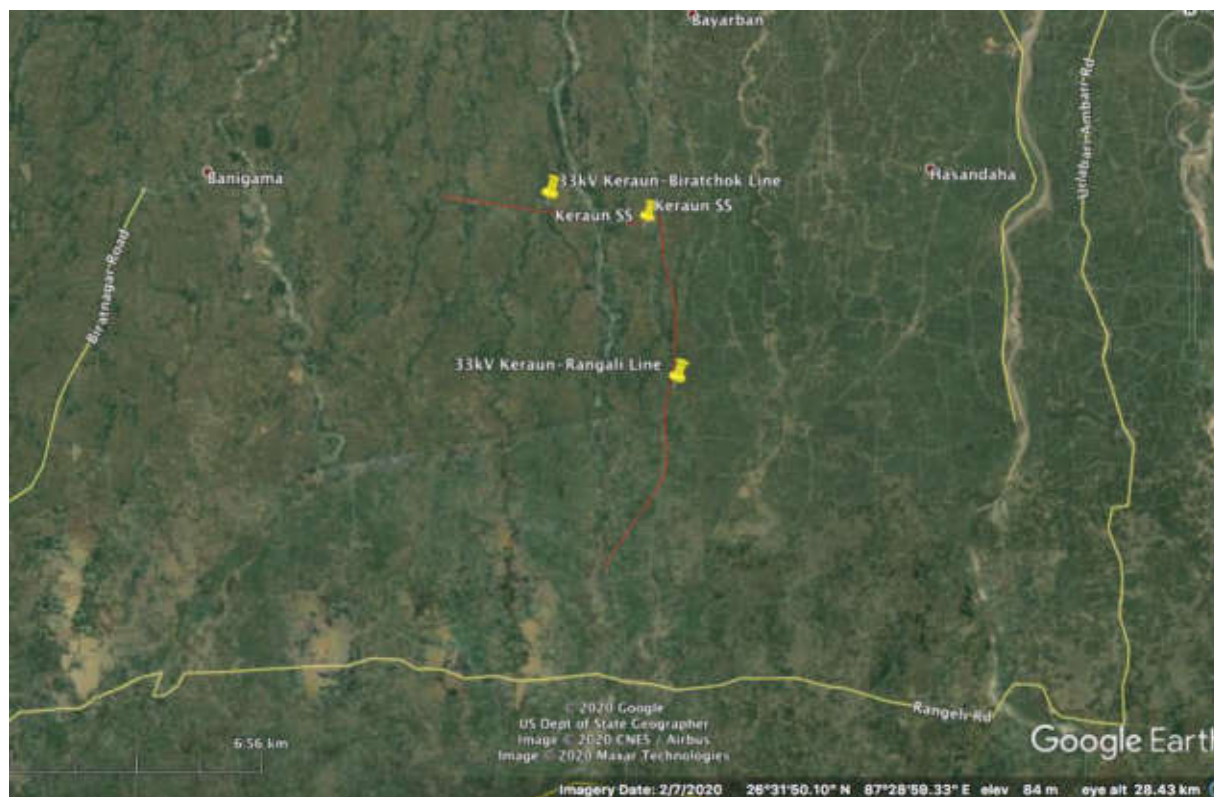 Bayarban
Urlabari Ambari Rd
Banigama
33kV Keraun-Biratchok Line
Hasandaha
Keraun SS
Keraun SS
Biratnagar Road
33kV Keraun-Rangali Line
Rangeli Rd
© 2020 Google
US Dept of State Geographer
Image © 2020 CNES / Airbus
Image © 2020 Maxar Technologies
6.56 km
Google Earth
Imagery Date: 2/7/2020 26°31'50.10" N 87°28'59.33" E elev 84 m eye alt 28.43 km